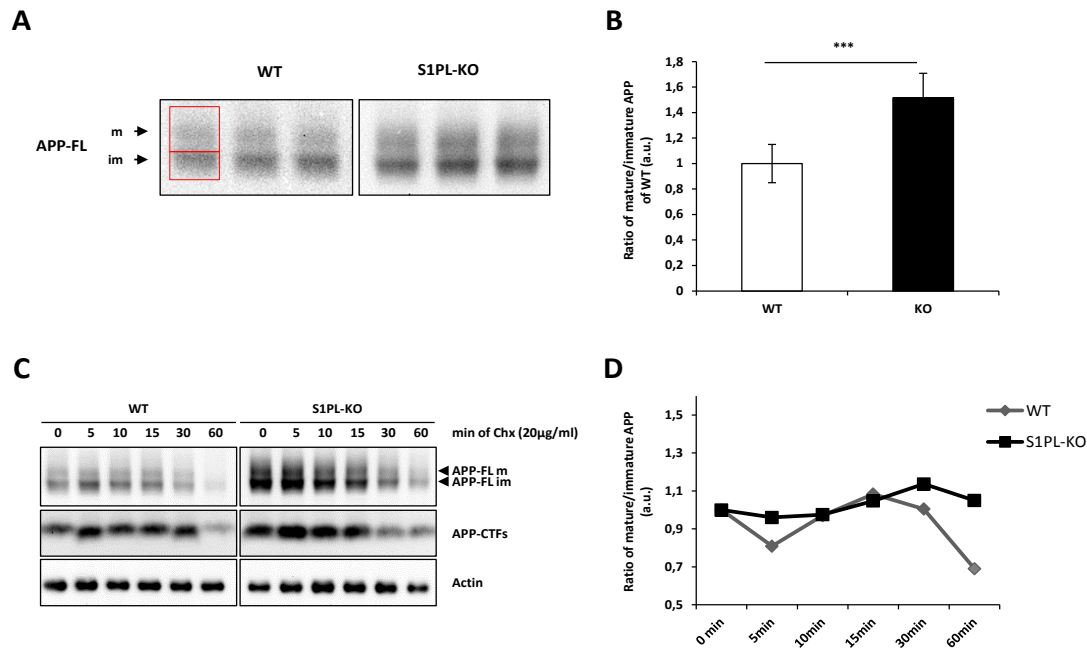 A
WT
S1PL-KO
APP-FL
m
im
B
***
Ratio of mature/immature APP
of WT (a.u.)
1,8
1,6
1,4
1,2
1
0,8
0,6
0,4
0,2
0
WT
KO
C
WT
S1PL-KO
0 5 10 15 30 60 0 5 10 15 30 60 min of Chx (20µg/ml)
APP-FL m
APP-FL im
APP-CTFs
Actin
D
Ratio of mature/immature APP
(a.u.)
1,5
1,3
1,1
0,9
0,7
0,5
0 min
5min
10min
15min
30min
60min
WT
S1PL-KO